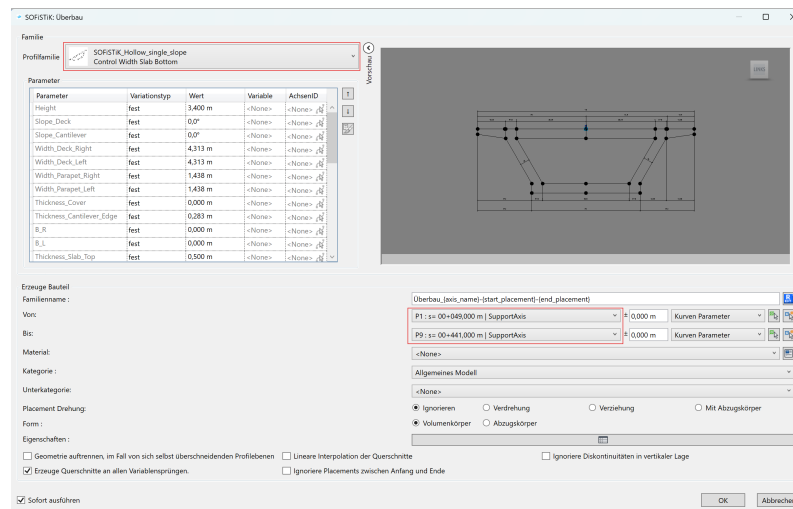 SOFiSTiK: Überbau
Familie
Profilfamilie
SOFiSTiK_Hollow_single_slope
Control Width Slab Bottom
Vorschau
Parameter
Parameter Variationstyp Wert Variable AchsenID
Height fest 3,400 m <None> <None>
Slope_Deck fest 0,0° <None> <None>
Slope_Cantilever fest 0,0° <None> <None>
Width_Deck_Right fest 4,313 m <None> <None>
Width_Deck_Left fest 4,313 m <None> <None>
Width_Parapet_Right fest 1,438 m <None> <None>
Width_Parapet_Left fest 1,438 m <None> <None>
Thickness_Cover fest 0,000 m <None> <None>
Thickness_Cantilever_Edge fest 0,283 m <None> <None>
B_R fest 0,000 m <None> <None>
B_L fest 0,000 m <None> <None>
Thickness_Slab_Top fest 0,500 m <None> <None>
Erzeuge Bauteil
Familienname : Überbau_{axis_name}-{start_placement}-{end_placement}
Von: P1 : s= 00+049,000 m | SupportAxis ± 0,000 m Kurven Parameter
Bis: P9 : s= 00+441,000 m | SupportAxis ± 0,000 m Kurven Parameter
Material: <None>
Kategorie : Allgemeines Modell
Unterkategorie: <None>
Placement Drehung: Ignorieren Verdrehung Verziehung Mit Abzugskörper
Form : Volumenkörper Abzugskörper
Eigenschaften :
Geometrie auftrennen, im Fall von sich selbst überschneidenden Profilebenen Lineare Interpolation der Querschnitte Ignoriere Diskontinuitäten in vertikaler Lage
Erzeuge Querschnitte an allen Variablensprüngen. Ignoriere Placements zwischen Anfang und Ende
Sofort ausführen OK Abbrechen